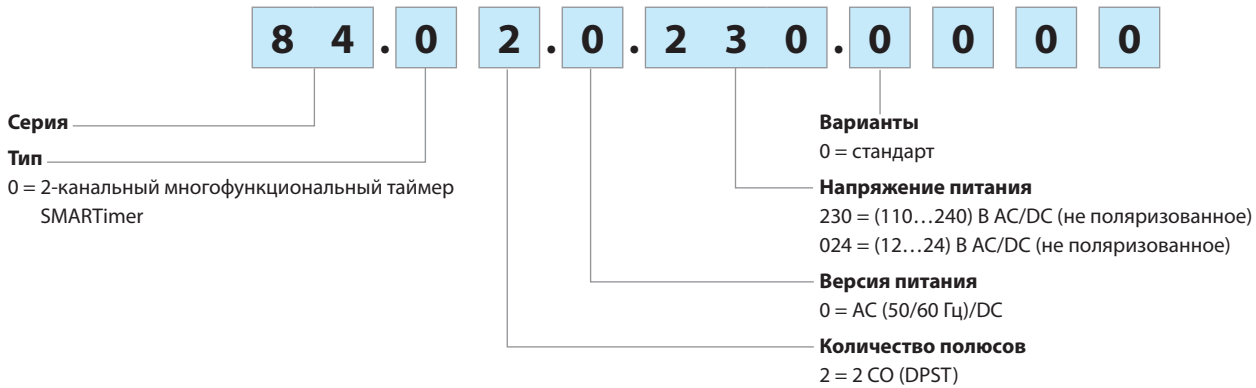 8 4 . 0 2 . 0 . 2 3 0 . 0 0 0 0
Серия
Тип
0 = 2-канальный многофункциональный таймер
SMARTimer
Варианты
0 = стандарт
Напряжение питания
230 = (110…240) В AC/DC (не поляризованное)
024 = (12…24) В AC/DC (не поляризованное)
Версия питания
0 = AC (50/60 Гц)/DC
Количество полюсов
2 = 2 CO (DPST)